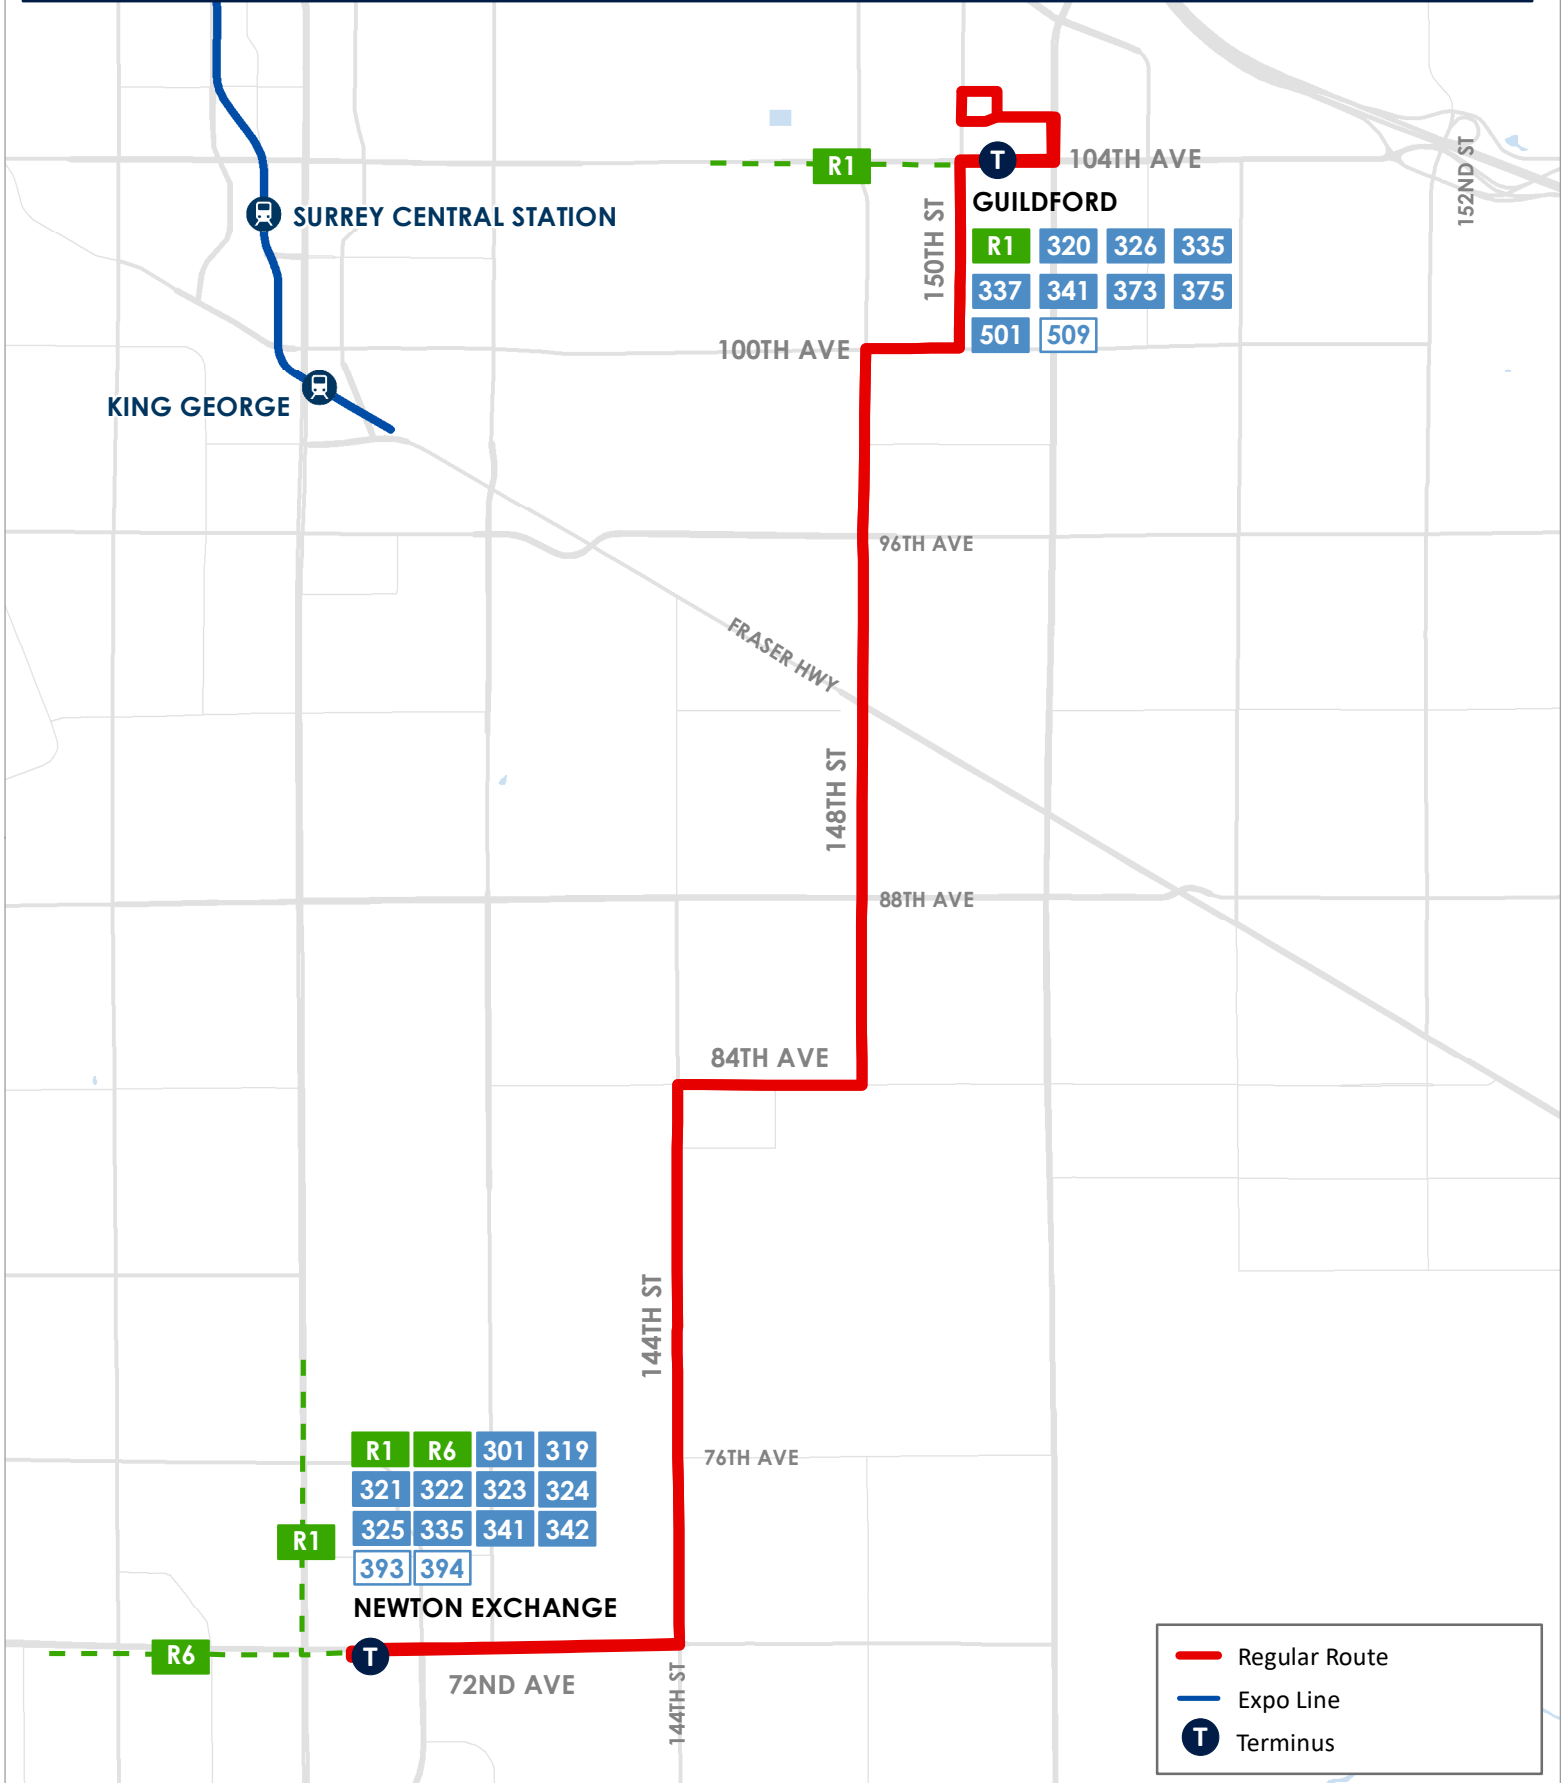 R1
T
104TH AVE
152ND ST
SURREY CENTRAL STATION
GUILDFORD
150TH ST
R1 320 326 335
337 341 373 375
501 509
100TH AVE
KING GEORGE
96TH AVE
FRASER HWY
148TH ST
88TH AVE
84TH AVE
144TH ST
R1 R6 301 319
76TH AVE
321 322 323 324
325 335 341 342
R1
393 394
NEWTON EXCHANGE
R6
T
72ND AVE
144TH ST
Regular Route
Expo Line
T Terminus